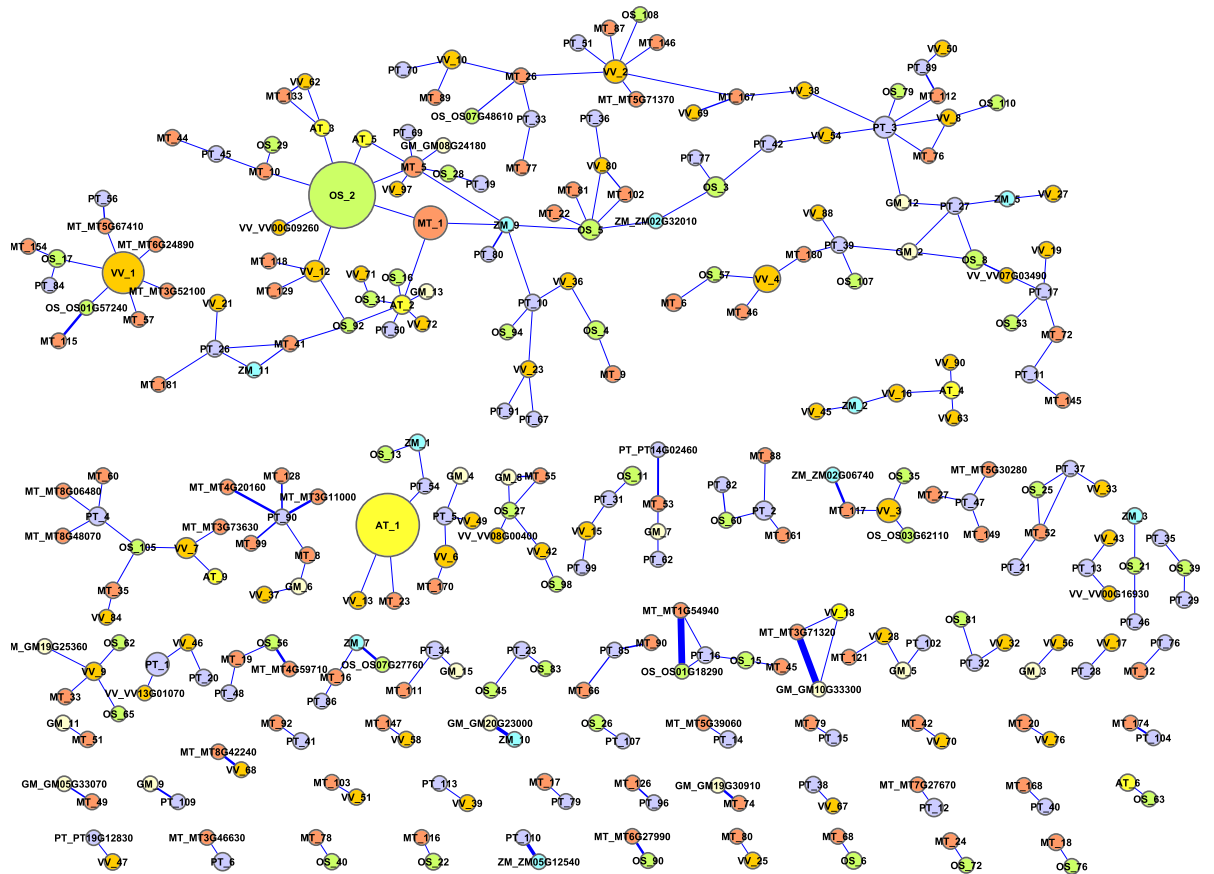 OS_108
MT_87
PT_51
MT_146
VV_50
VV_10
PT_89
PT_70
MT_26
VV_2
VV_62
MT_133
MT_89
MT_MT5G71370
MT_167
VV_38
OS_79
MT_112
OS_110
OS_OS07G48610
VV_69
PT_33
PT_36
PT_3
VV_8
AT_3
AT_5
PT_69
GM_GM08G24180
MT_44
PT_45
OS_29
VV_54
PT_42
MT_76
MT_77
MT_5
MT_10
OS_28
PT_19
VV_80
PT_77
VV_97
OS_2
MT_81
MT_102
OS_3
PT_56
MT_22
ZM_ZM02G32010
GM_12
PT_27
ZM_5
VV_27
MT_MT5G67410
VV_VV00G09260
MT_1
ZM_9
OS_5
VV_88
MT_154
OS_17
MT_MT6G24890
PT_80
MT_180
PT_39
GM_2
OS_8
VV_19
VV_1
MT_118
VV_12
VV_71
OS_16
OS_57
VV_4
OS_107
VV_VV07G03490
PT_84
MT_MT3G52100
MT_129
OS_31
GM_13
AT_2
VV_36
PT_10
MT_6
MT_46
PT_17
OS_OS01G57240
MT_57
VV_21
OS_92
PT_50
VV_72
OS_94
OS_4
OS_53
MT_72
MT_115
PT_26
MT_41
ZM_11
MT_181
VV_23
MT_9
VV_90
PT_11
PT_91
PT_67
VV_45
ZM_2
VV_16
AT_4
VV_63
MT_145
MT_60
MT_128
ZM_1
PT_PT14G02460
MT_88
OS_13
GM_4
OS_11
MT_MT8G06480
MT_MT4G20160
PT_54
GM_8
MT_55
ZM_ZM02G06740
OS_35
MT_MT5G30280
PT_37
MT_MT3G11000
PT_31
MT_53
PT_82
OS_25
VV_33
PT_4
PT_90
PT_5
OS_27
PT_2
OS_60
MT_117
VV_3
MT_27
PT_47
ZM_3
MT_MT3G73630
AT_1
VV_49
VV_VV08G00400
VV_15
GM_7
MT_161
OS_OS03G62110
MT_149
MT_52
VV_43
PT_35
MT_MT8G48070
OS_105
VV_7
MT_99
MT_8
VV_6
VV_42
PT_99
PT_62
PT_21
PT_13
OS_21
OS_39
AT_9
MT_35
VV_37
GM_6
MT_170
OS_98
VV_VV00G16930
PT_29
VV_84
VV_13
MT_23
MT_MT1G54940
VV_18
OS_81
PT_46
M_GM19G25360
OS_62
VV_46
OS_56
ZM_7
PT_34
PT_23
PT_85
MT_90
MT_MT3G71320
VV_28
PT_102
VV_32
VV_56
VV_17
PT_76
VV_9
PT_1
MT_19
MT_MT4G59710
OS_OS07G27760
MT_16
GM_15
OS_83
PT_16
OS_15
MT_45
MT_121
GM_5
PT_32
GM_3
PT_28
MT_12
MT_33
VV_VV13G01070
PT_20
PT_48
PT_86
MT_111
OS_45
MT_66
OS_OS01G18290
GM_GM10G33300
OS_65
GM_11
MT_51
MT_92
PT_41
MT_147
VV_58
GM_GM20G23000
ZM_10
OS_26
PT_107
MT_MT5G39060
PT_14
MT_79
PT_15
MT_42
VV_70
MT_20
VV_76
MT_174
PT_104
MT_MT8G42240
VV_68
GM_GM05G33070
MT_49
GM_9
PT_109
MT_103
VV_51
PT_113
VV_39
MT_17
PT_79
MT_126
PT_96
GM_GM19G30910
MT_74
PT_38
VV_67
MT_MT7G27670
PT_12
MT_168
PT_40
AT_6
OS_63
PT_PT19G12830
VV_47
MT_MT3G46630
PT_6
MT_78
OS_40
MT_116
OS_22
PT_110
ZM_ZM05G12540
MT_MT6G27990
OS_90
MT_80
VV_25
MT_68
OS_6
MT_24
OS_72
MT_18
OS_76